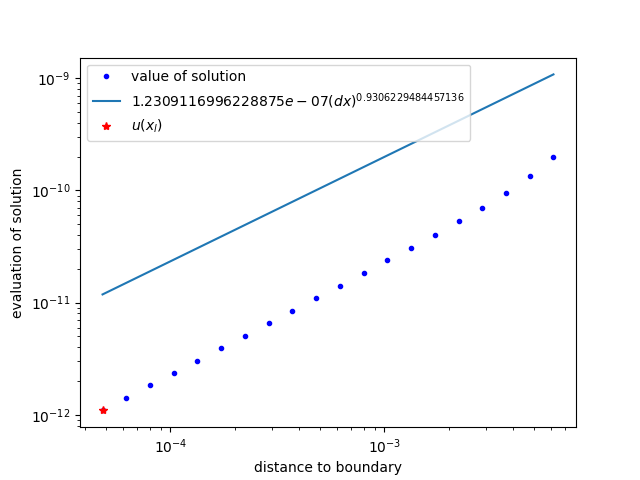 value of solution
1.2309116996228875e − 07(dx)^0.9306229484457136
u(x_l)
10^−9
10^−10
10^−11
10^−12
evaluation of solution
10^−4
10^−3
distance to boundary